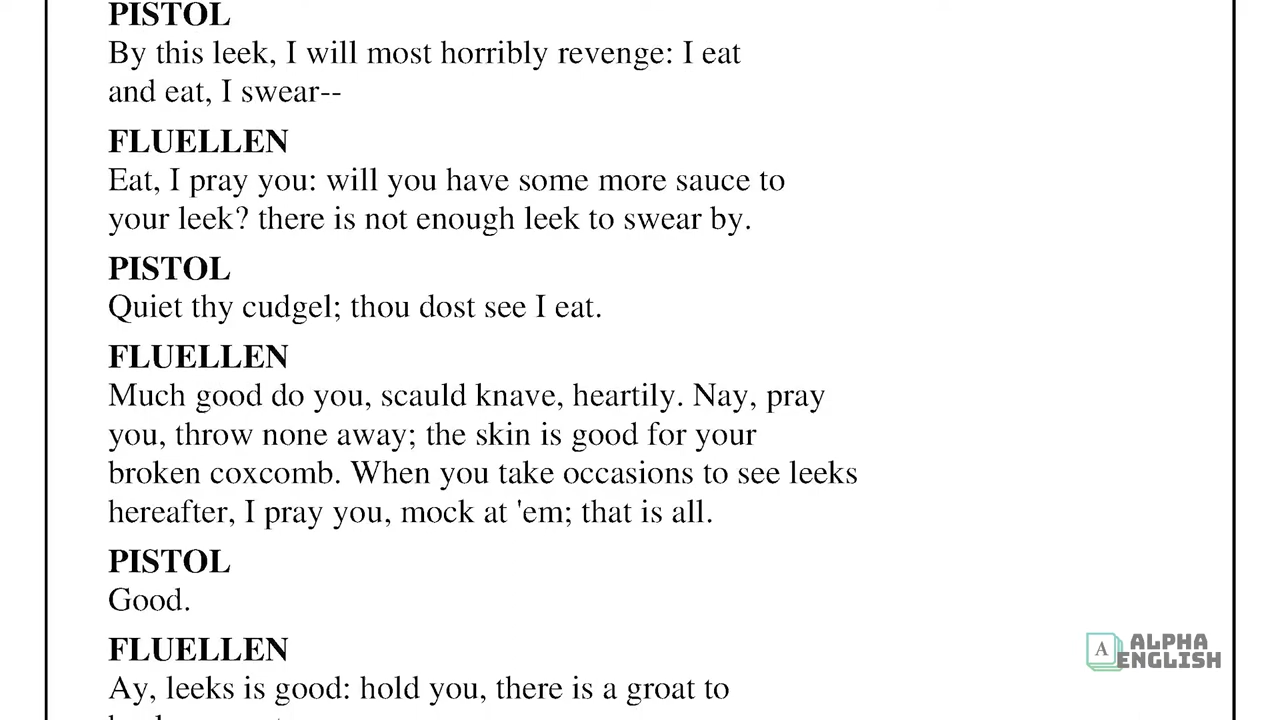 PISTOL
By this leek, I will most horribly revenge: I eat
and eat, I swear--
FLUELLEN
Eat, I pray you: will you have some more sauce to
your leek? there is not enough leek to swear by.
PISTOL
Quiet thy cudgel; thou dost see I eat.
FLUELLEN
Much good do you, scauld knave, heartily. Nay, pray
you, throw none away; the skin is good for your
broken coxcomb. When you take occasions to see leeks
hereafter, I pray you, mock at 'em; that is all.
PISTOL
Good.
FLUELLEN
Ay, leeks is good: hold you, there is a groat to
A ALPHA
ENGLISH